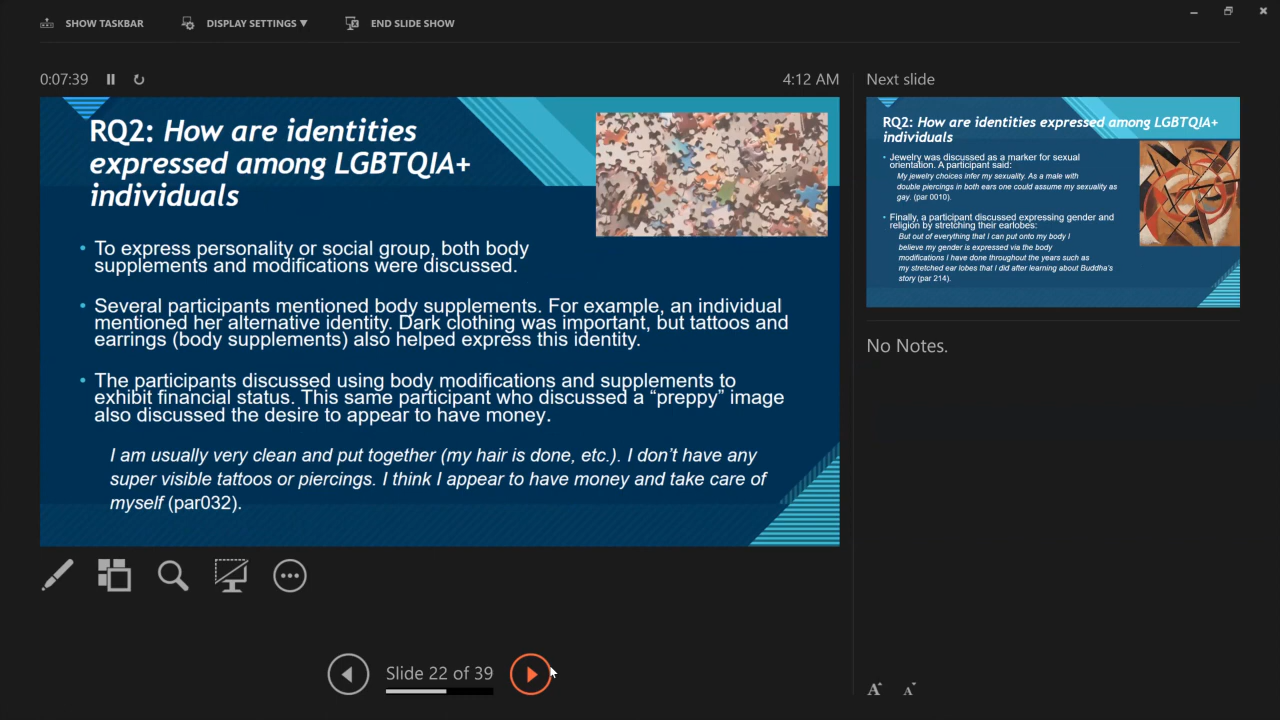 SHOW TASKBAR
DISPLAY SETTINGS ▼
END SLIDE SHOW
0:07:39
4:12 AM
RQ2: How are identities
expressed among LGBTQIA+
individuals
• To express personality or social group, both body
supplements and modifications were discussed.
• Several participants mentioned body supplements. For example, an individual
mentioned her alternative identity. Dark clothing was important, but tattoos and
earrings (body supplements) also helped express this identity.
• The participants discussed using body modifications and supplements to
exhibit financial status. This same participant who discussed a “preppy” image
also discussed the desire to appear to have money.
I am usually very clean and put together (my hair is done, etc.). I don’t have any
super visible tattoos or piercings. I think I appear to have money and take care of
myself (par032).
Slide 22 of 39
Next slide
RQ2: How are identities expressed among LGBTQIA+
individuals
• Jewelry was discussed as a marker for sexual
orientation. A participant said:
My jewelry choices infer my sexuality. As a male with
double piercings in both ears one could assume my sexuality as
gay. (par 0010).
• Finally, a participant discussed expressing gender and
religion by stretching their earlobes:
But out of everything that I can put onto my body I
believe my gender is expressed via the body
modifications I have done throughout the years such as
my stretched ear lobes that I did after learning about Buddha’s
story (par 214).
No Notes.
A A